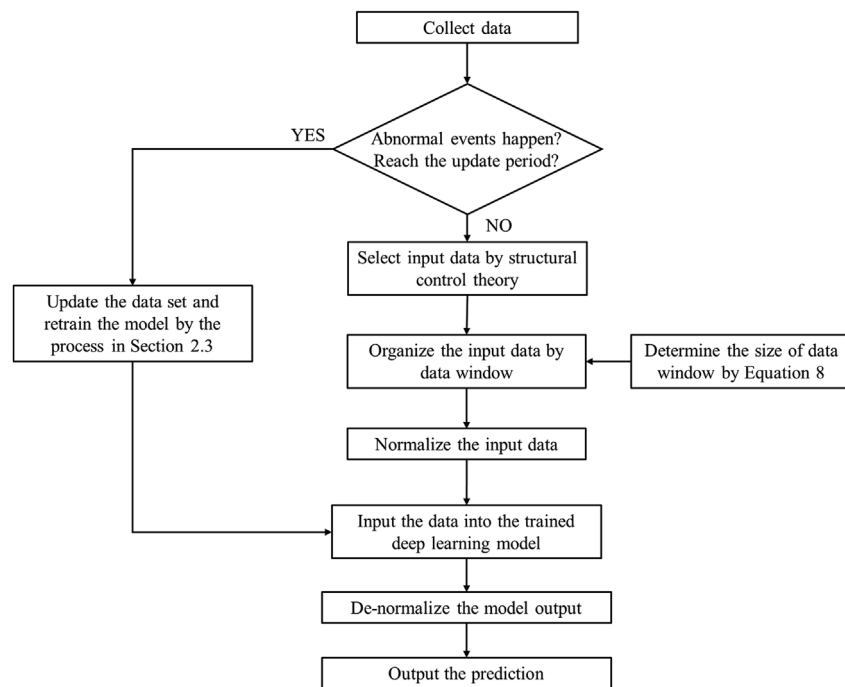 Collect data
YES
Abnormal events happen?
Reach the update period?
NO
Select input data by structural
control theory
Update the data set and
retrain the model by the
process in Section 2.3
Organize the input data by
data window
Determine the size of data
window by Equation 8
Normalize the input data
Input the data into the trained
deep learning model
De-normalize the model output
Output the prediction